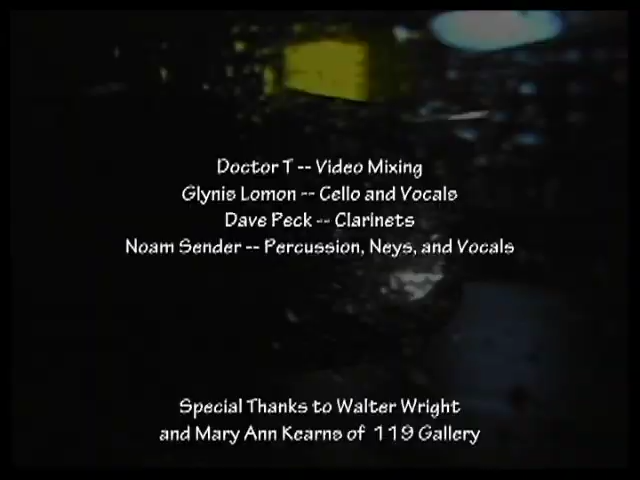 Doctor T -- Video Mixing
Glynis Lomon -- Cello and Vocals
Dave Peck -- Clarinets
Noam Sender -- Percussion, Neys, and Vocals
Special Thanks to Walter Wright
and Mary Ann Kearns of 119 Gallery